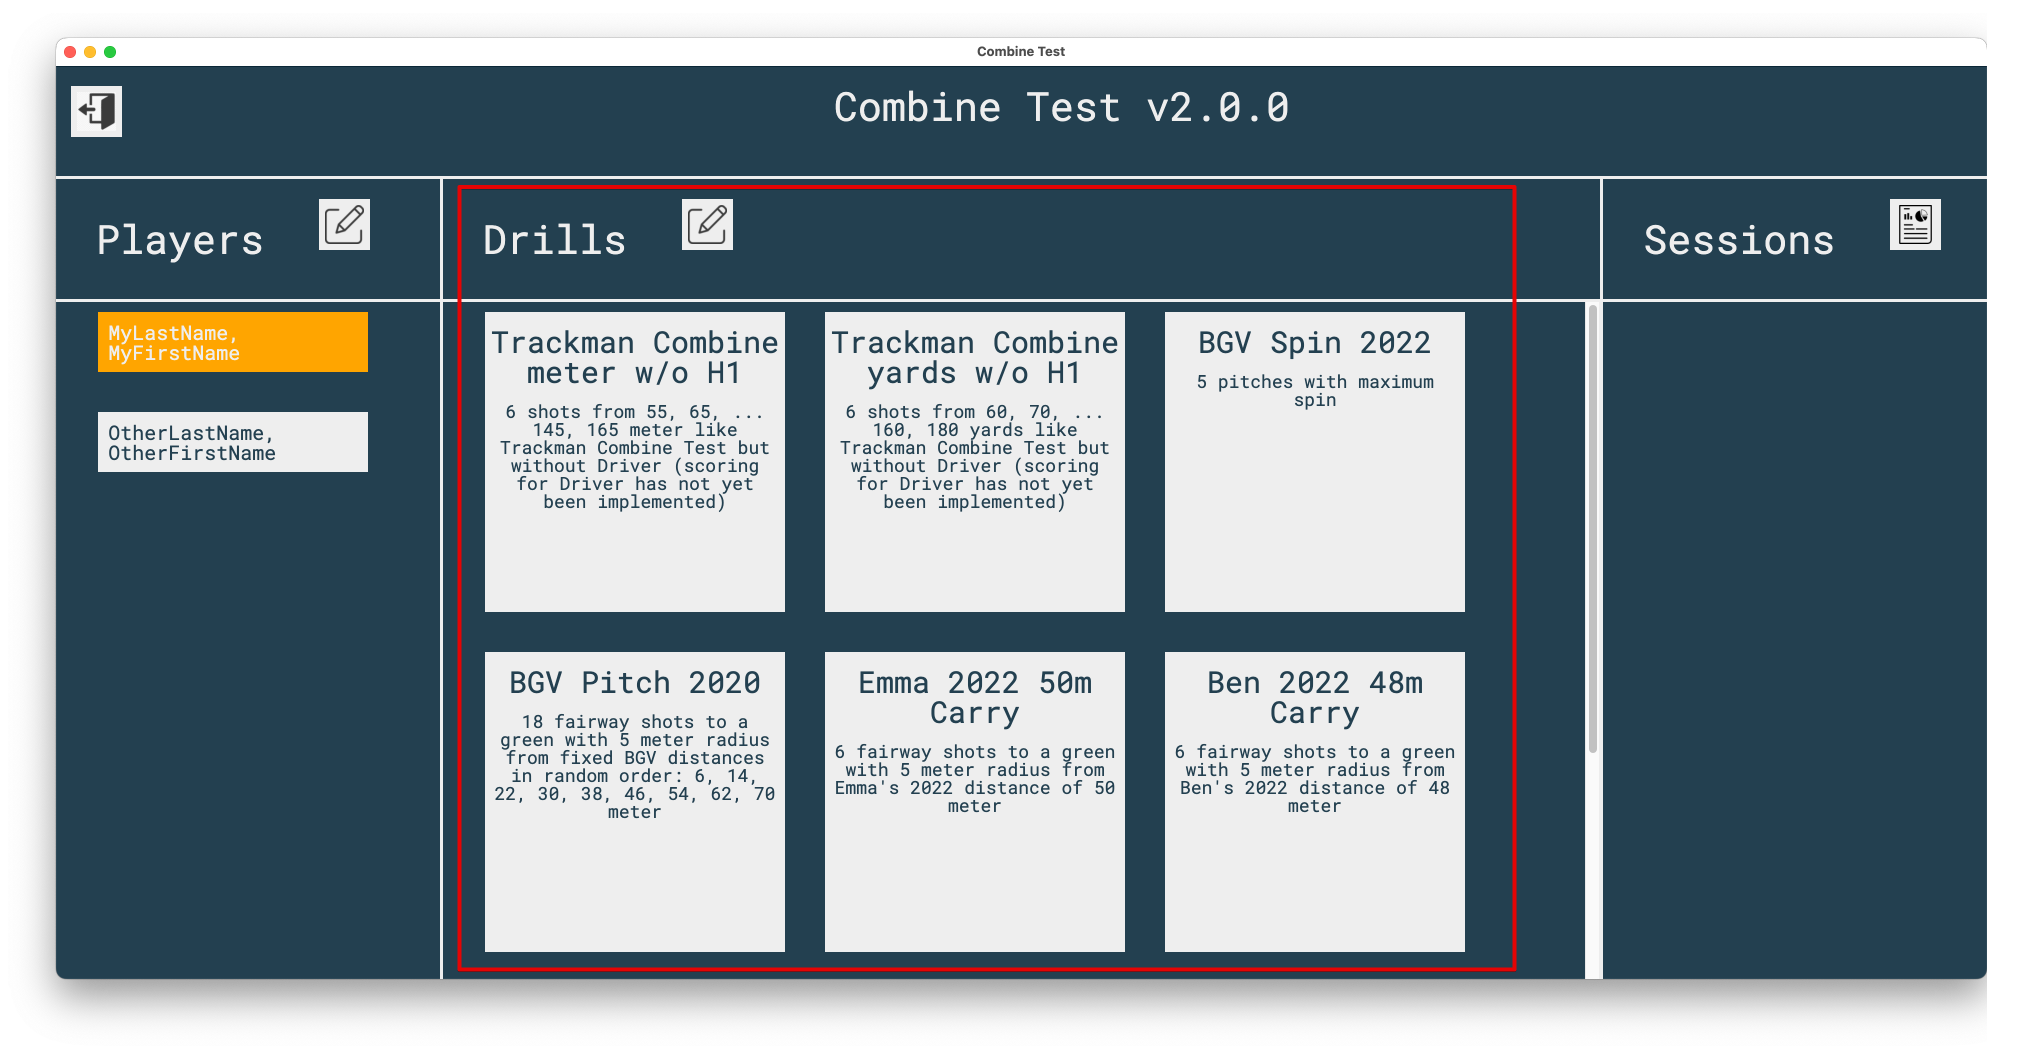 Combine Test
Combine Test v2.0.0
Players
Drills
Sessions
MyLastName,
MyFirstName
OtherLastName,
OtherFirstName
Trackman Combine
meter w/o H1
6 shots from 55, 65, ...
145, 165 meter like
Trackman Combine Test but
without Driver (scoring
for Driver has not yet
been implemented)
Trackman Combine
yards w/o H1
6 shots from 60, 70, ...
160, 180 yards like
Trackman Combine Test but
without Driver (scoring
for Driver has not yet
been implemented)
BGV Spin 2022
5 pitches with maximum
spin
BGV Pitch 2020
18 fairway shots to a
green with 5 meter radius
from fixed BGV distances
in random order: 6, 14,
22, 30, 38, 46, 54, 62, 70
meter
Emma 2022 50m
Carry
6 fairway shots to a green
with 5 meter radius from
Emma's 2022 distance of 50
meter
Ben 2022 48m
Carry
6 fairway shots to a green
with 5 meter radius from
Ben's 2022 distance of 48
meter